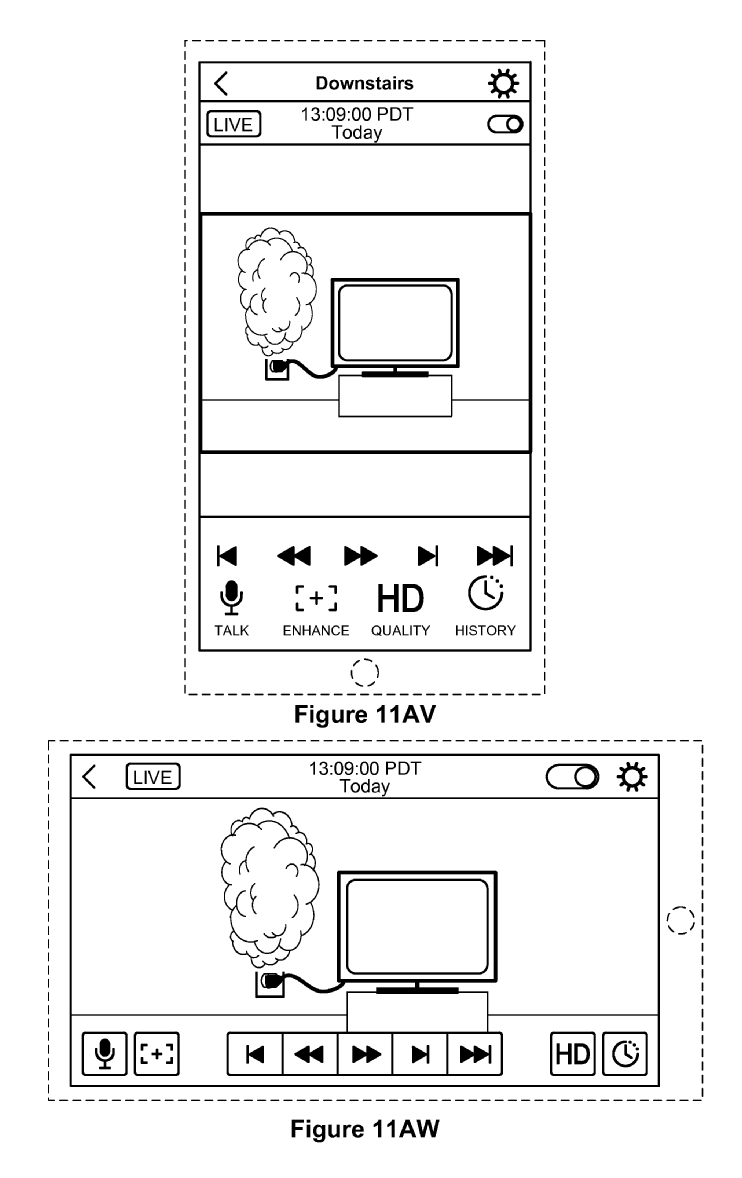 Downstairs
LIVE
13:09:00 PDT
Today
HD
TALK
ENHANCE
QUALITY
HISTORY
Figure 11AV
LIVE
13:09:00 PDT
Today
HD
Figure 11AW